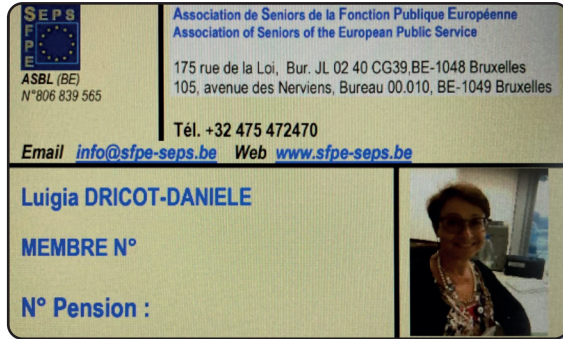 SEPS
F
P
E
ASBL (BE)
N°806 839 565
Association de Seniors de la Fonction Publique Européenne
Association of Seniors of the European Public Service
175 rue de la Loi, Bur. JL 02 40 CG39,BE-1048 Bruxelles
105, avenue des Nerviens, Bureau 00.010, BE-1049 Bruxelles
Tél. +32 475 472470
Email info@sfpe-seps.be Web www.sfpe-seps.be
Luigia DRICOT-DANIELE
MEMBRE N°
N° Pension :